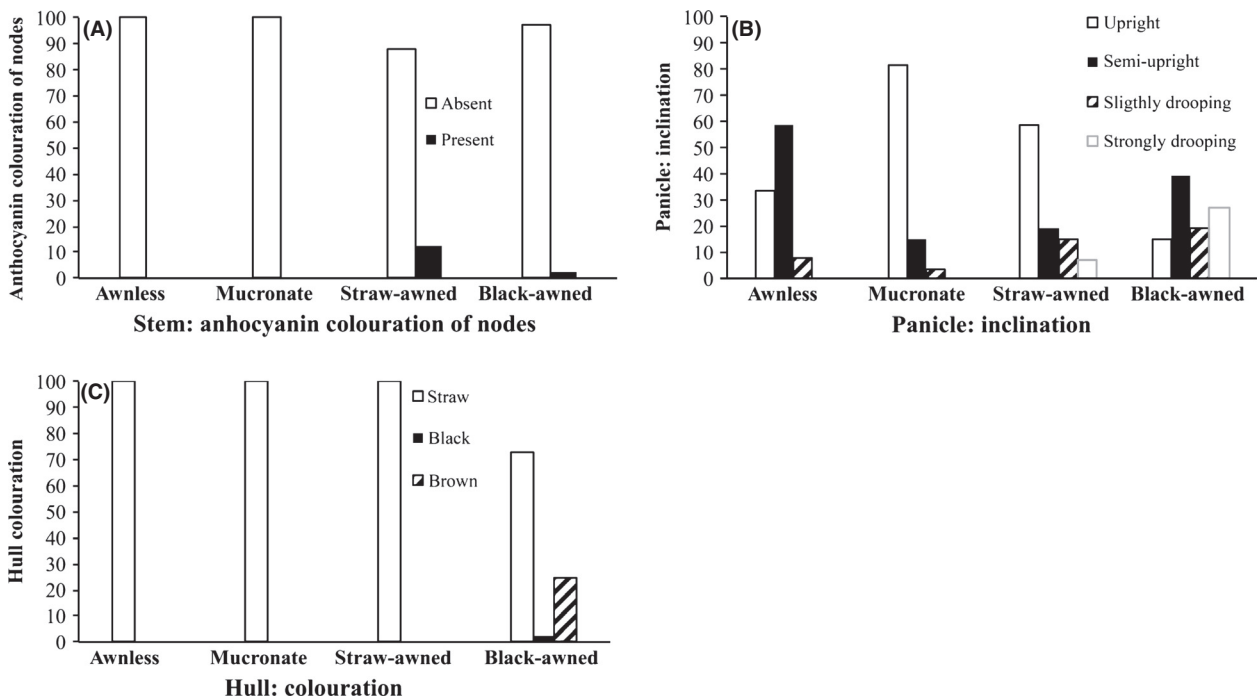 (A)
Anthocyanin colouration of nodes
100
90
80
70
60
50
40
30
20
10
0
Absent
Present
Awnless Mucronate Straw-awned Black-awned
Stem: anhocyanin colouration of nodes
(B)
Panicle: inclination
100
90
80
70
60
50
40
30
20
10
0
Upright
Semi-upright
Sligthly drooping
Strongly drooping
Awnless Mucronate Straw-awned Black-awned
Panicle: inclination
(C)
Hull colouration
100
90
80
70
60
50
40
30
20
10
0
Straw
Black
Brown
Awnless Mucronate Straw-awned Black-awned
Hull: colouration